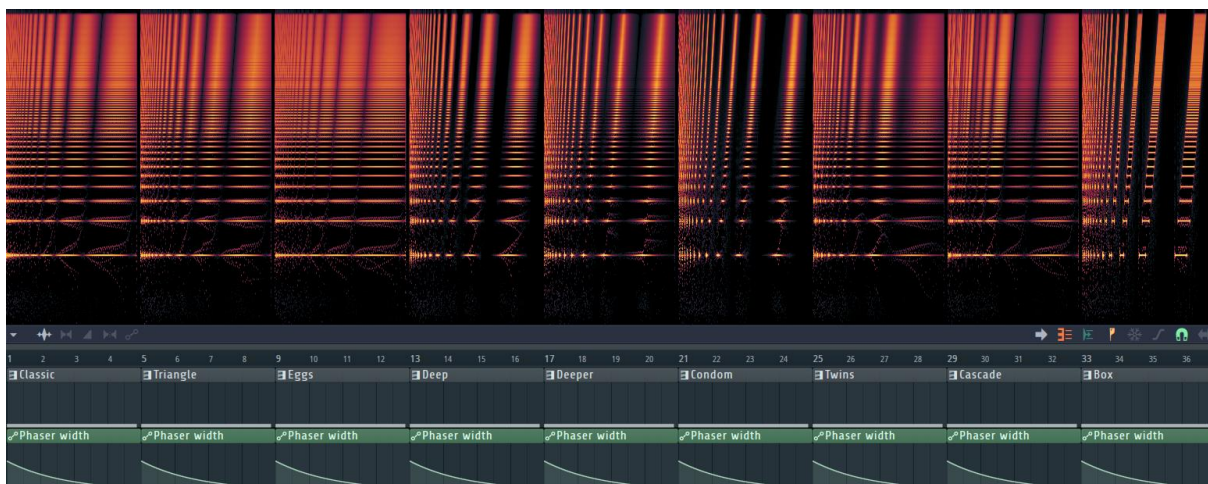 1 2 3 4 5 6 7 8 9 10 11 12 13 14 15 16 17 18 19 20 21 22 23 24 25 26 27 28 29 30 31 32 33 34 35 36
Classic Triangle Eggs Deep Deeper Condom Twins Cascade Box
Phaser width Phaser width Phaser width Phaser width Phaser width Phaser width Phaser width Phaser width Phaser width